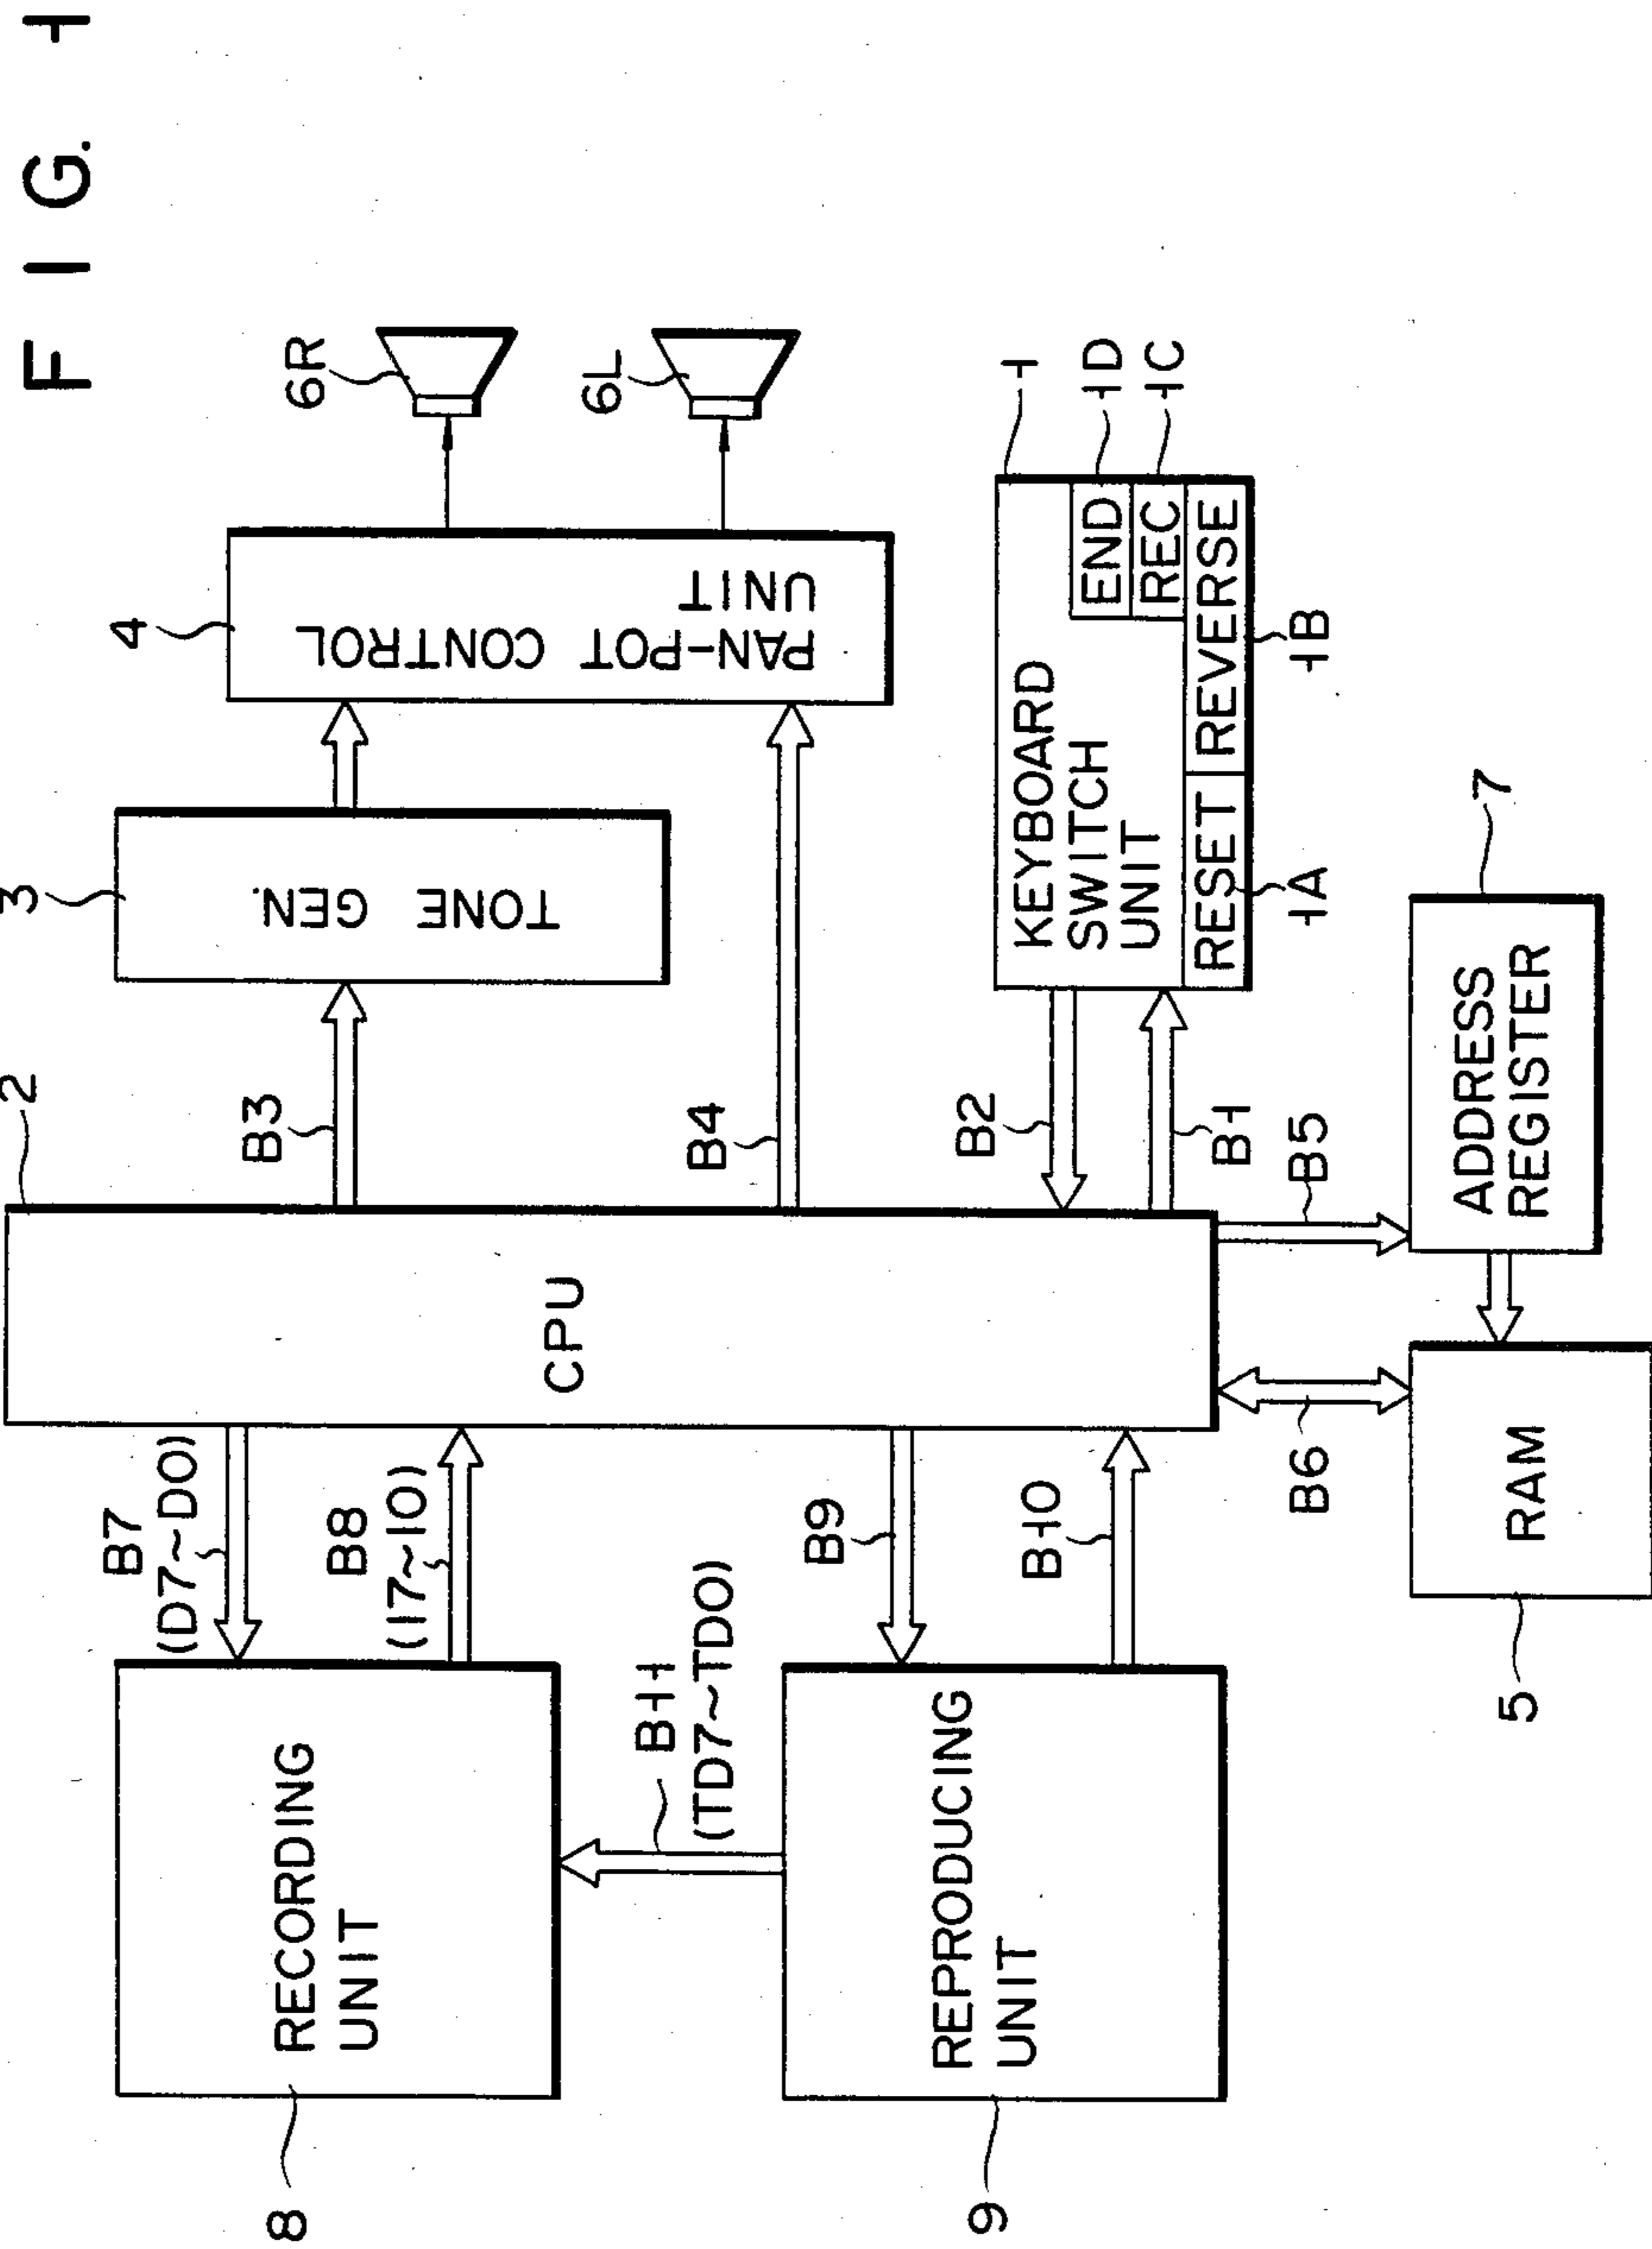 FIG. 1
8
RECORDING
UNIT
B7
(D7~D0)
B8
(I7~I0)
2
CPU
B3
3
TONE GEN.
4
PAN-POT CONTROL
UNIT
6R
6L
B4
B11
(TD7~TD0)
9
REPRODUCING
UNIT
B9
B10
B2
B1
KEYBOARD
SWITCH
UNIT
1
END
1D
REC
1C
RESET
REVERSE
1A
1B
B5
B6
5
RAM
ADDRESS
REGISTER
7